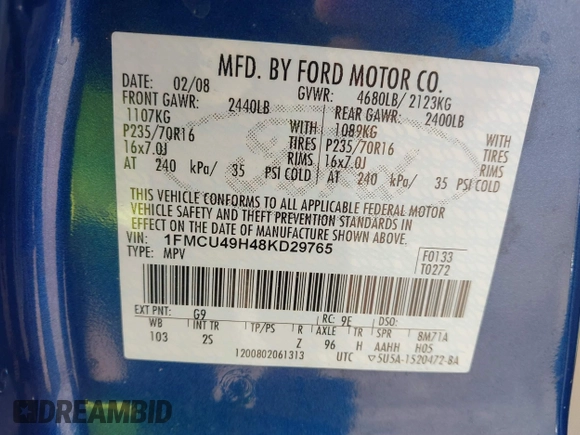 MFD. BY FORD MOTOR CO.
DATE: 02/08 GVWR: 4680LB/ 2123KG
FRONT GAWR: 2440LB REAR GAWR: 2400LB
1107KG WITH 1089KG WITH
P235/70R16 TIRES P235/70R16 TIRES
16x7.0J RIMS 16x7.0J RIMS
AT 240 kPa/ 35 PSI COLD AT 240 kPa/ 35 PSI COLD
THIS VEHICLE CONFORMS TO ALL APPLICABLE FEDERAL MOTOR
VEHICLE SAFETY AND THEFT PREVENTION STANDARDS IN
EFFECT ON THE DATE OF MANUFACTURE SHOWN ABOVE.
VIN: 1FMCU49H48KD29765 F0133
TYPE: MPV T0272
EXT PNT: G9 RC: 9E DSO:
WB INT TR TP/PS R AXLE TR SPR 8M71A
103 2S Z 96 H AAHH H05
1200802061313 UTC 5U5A-1520472-BA
Ford
DREAMBID